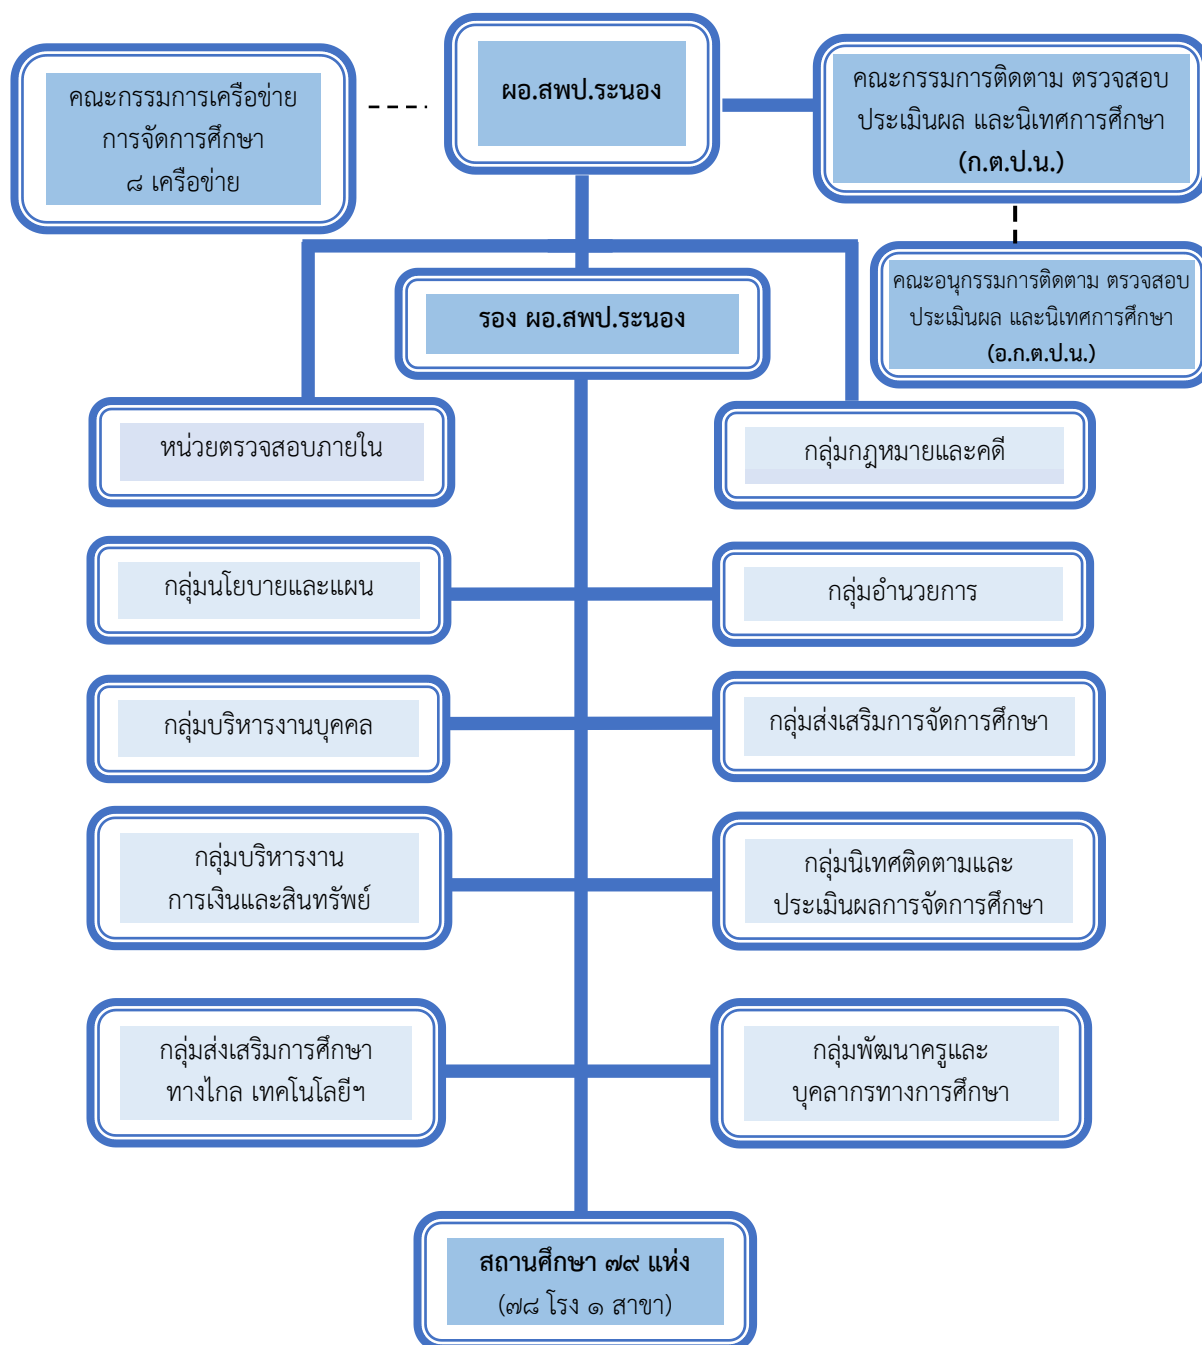 ผอ.สพป.ระนอง
คณะกรรมการเครือข่าย
การจัดการศึกษา
๘ เครือข่าย
คณะกรรมการติดตาม ตรวจสอบ
ประเมินผล และนิเทศการศึกษา
(ก.ต.ป.น.)
คณะอนุกรรมการติดตาม ตรวจสอบ
ประเมินผล และนิเทศการศึกษา
(อ.ก.ต.ป.น.)
รอง ผอ.สพป.ระนอง
หน่วยตรวจสอบภายใน
กลุ่มกฎหมายและคดี
กลุ่มนโยบายและแผน
กลุ่มอำนวยการ
กลุ่มบริหารงานบุคคล
กลุ่มส่งเสริมการจัดการศึกษา
กลุ่มบริหารงาน
การเงินและสินทรัพย์
กลุ่มนิเทศติดตามและ
ประเมินผลการจัดการศึกษา
กลุ่มส่งเสริมการศึกษา
ทางไกล เทคโนโลยีฯ
กลุ่มพัฒนาครูและ
บุคลากรทางการศึกษา
สถานศึกษา ๗๙ แห่ง
(๗๘ โรง ๑ สาขา)